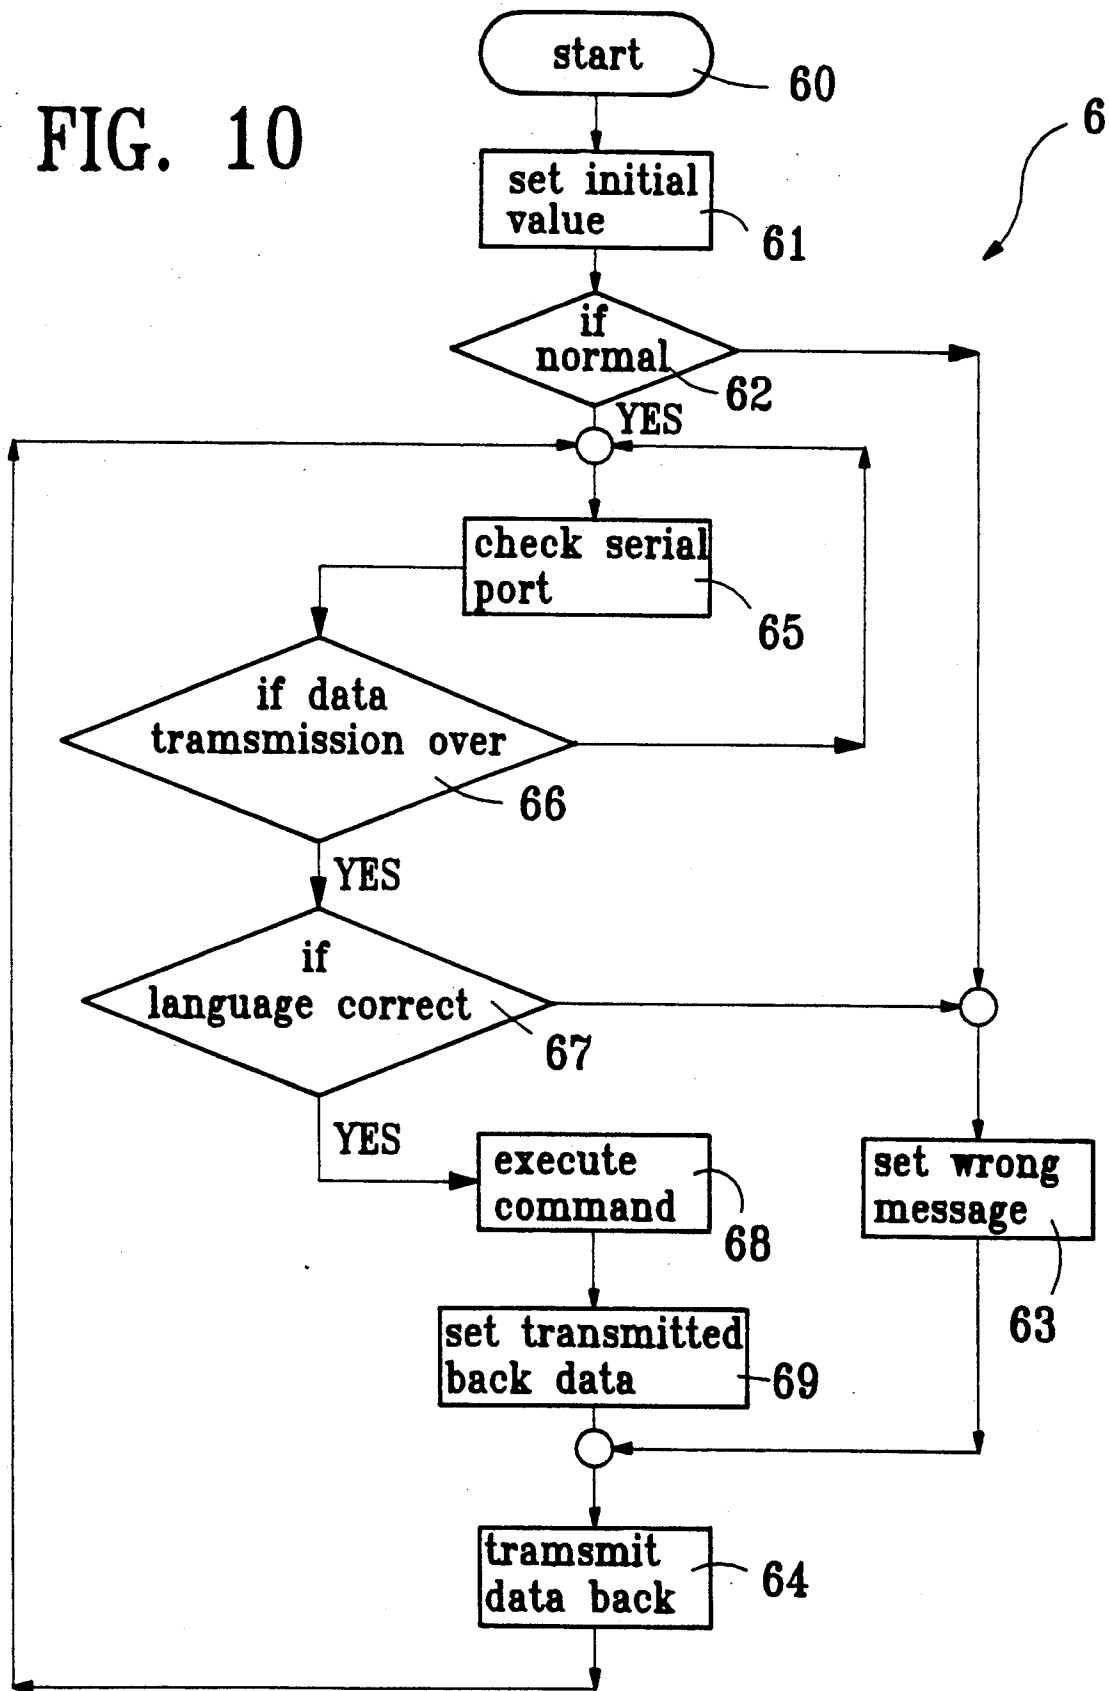 start
60
6
FIG. 10
set initial
value
61
if
normal
62
YES
check serial
port
65
if data
tramsmission over
66
YES
if
language correct
67
YES
execute
command
68
set wrong
message
63
set transmitted
back data
69
tramsmit
data back
64